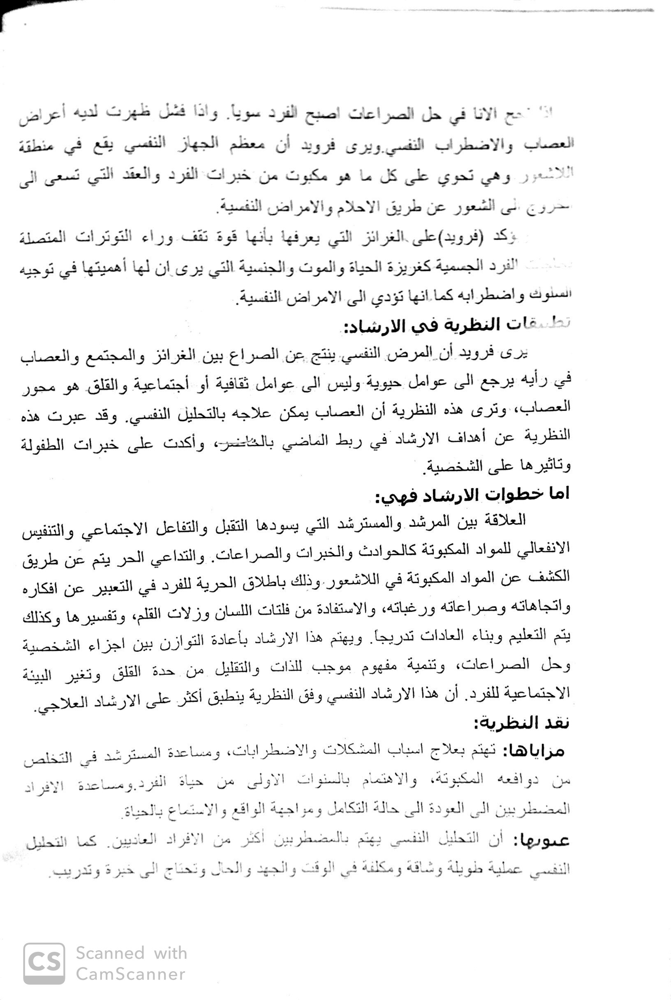 اذا نجح الانا في حل الصراعات اصبح الفرد سوياً. واذا فشل ظهرت لديه أعراض
العصاب والاضطراب النفسي.ويرى فرويد أن معظم الجهاز النفسي يقع في منطقة
اللاشعور وهي تحوي على كل ما هو مكبوت من خبرات الفرد والعقد التي تسعى الى
الشعور عن طريق الاحلام والامراض النفسية.
(فرويد)على الغرائز التي يعرفها بأنها قوة تقف وراء التوترات المتصلة
الفرد الجسمية كغريزة الحياة والموت والجنسية التي يرى ان لها أهميتها في توجيه
السلوك واضطرابه كما انها تؤدي الى الامراض النفسية.
تطبيقات النظرية في الارشاد:
يرى فرويد أن المرض النفسي ينتج عن الصراع بين الغرائز والمجتمع والعصاب
في رأيه يرجع الى عوامل حيوية وليس الى عوامل ثقافية أو أجتماعية والقلق هو محور
العصاب، وترى هذه النظرية أن العصاب يمكن علاجه بالتحليل النفسي. وقد عبرت هذه
النظرية عن أهداف الارشاد في ربط الماضي بالحاضر، وأكدت على خبرات الطفولة
وتاثيرها على الشخصية.
اما خطوات الارشاد فهي:
العلاقة بين المرشد والمسترشد التي يسودها التقبل والتفاعل الاجتماعي والتنفيس
الانفعالي للمواد المكبوتة كالحوادث والخبرات والصراعات. والتداعي الحر يتم عن طريق
الكشف عن المواد المكبوتة في اللاشعور وذلك باطلاق الحرية للفرد في التعبير عن افكاره
واتجاهاته وصراعاته ورغباته، والاستفادة من فلتات اللسان وزلات القلم، وتفسيرها وكذلك
يتم التعليم وبناء العادات تدريجاً. ويهتم هذا الارشاد بأعادة التوازن بين اجزاء الشخصية
وحل الصراعات، وتنمية مفهوم موجب للذات والتقليل من حدة القلق وتغير البيئة
الاجتماعية للفرد. أن هذا الارشاد النفسي وفق النظرية ينطبق أكثر على الارشاد العلاجي.
نقد النظرية:
مزاياها: تهتم بعلاج اسباب المشكلات والاضطرابات، ومساعدة المسترشد في التخلص
من دوافعه المكبوتة، والاهتمام بالسنوات الاولى من حياة الفرد.ومساعدة الافراد
المضطربين الى العودة الى حالة التكامل ومواجهة الواقع والاستماع بالحياة.
عيوبها: أن التحليل النفسي يهتم بالمضطربين أكثر من الافراد العاديين. كما التحليل
النفسي عملية طويلة وشاقة ومكلفة في الوقت والجهد والحال وتحتاج الى خبرة وتدريب.
CS Scanned with
CamScanner